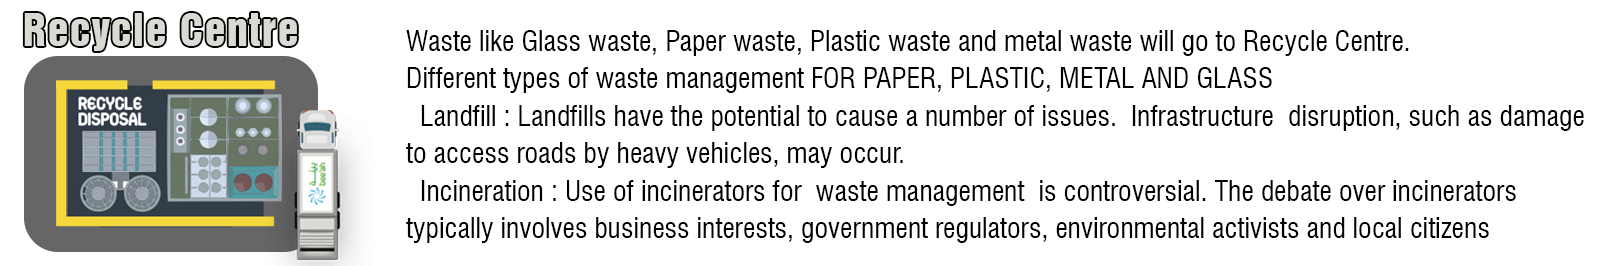 Recycle Centre
RECYCLE
DISPOSAL
بيئة
bee'ah
Waste like Glass waste, Paper waste, Plastic waste and metal waste will go to Recycle Centre.
Different types of waste management FOR PAPER, PLASTIC, METAL AND GLASS
Landfill : Landfills have the potential to cause a number of issues. Infrastructure disruption, such as damage
to access roads by heavy vehicles, may occur.
Incineration : Use of incinerators for waste management is controversial. The debate over incinerators
typically involves business interests, government regulators, environmental activists and local citizens